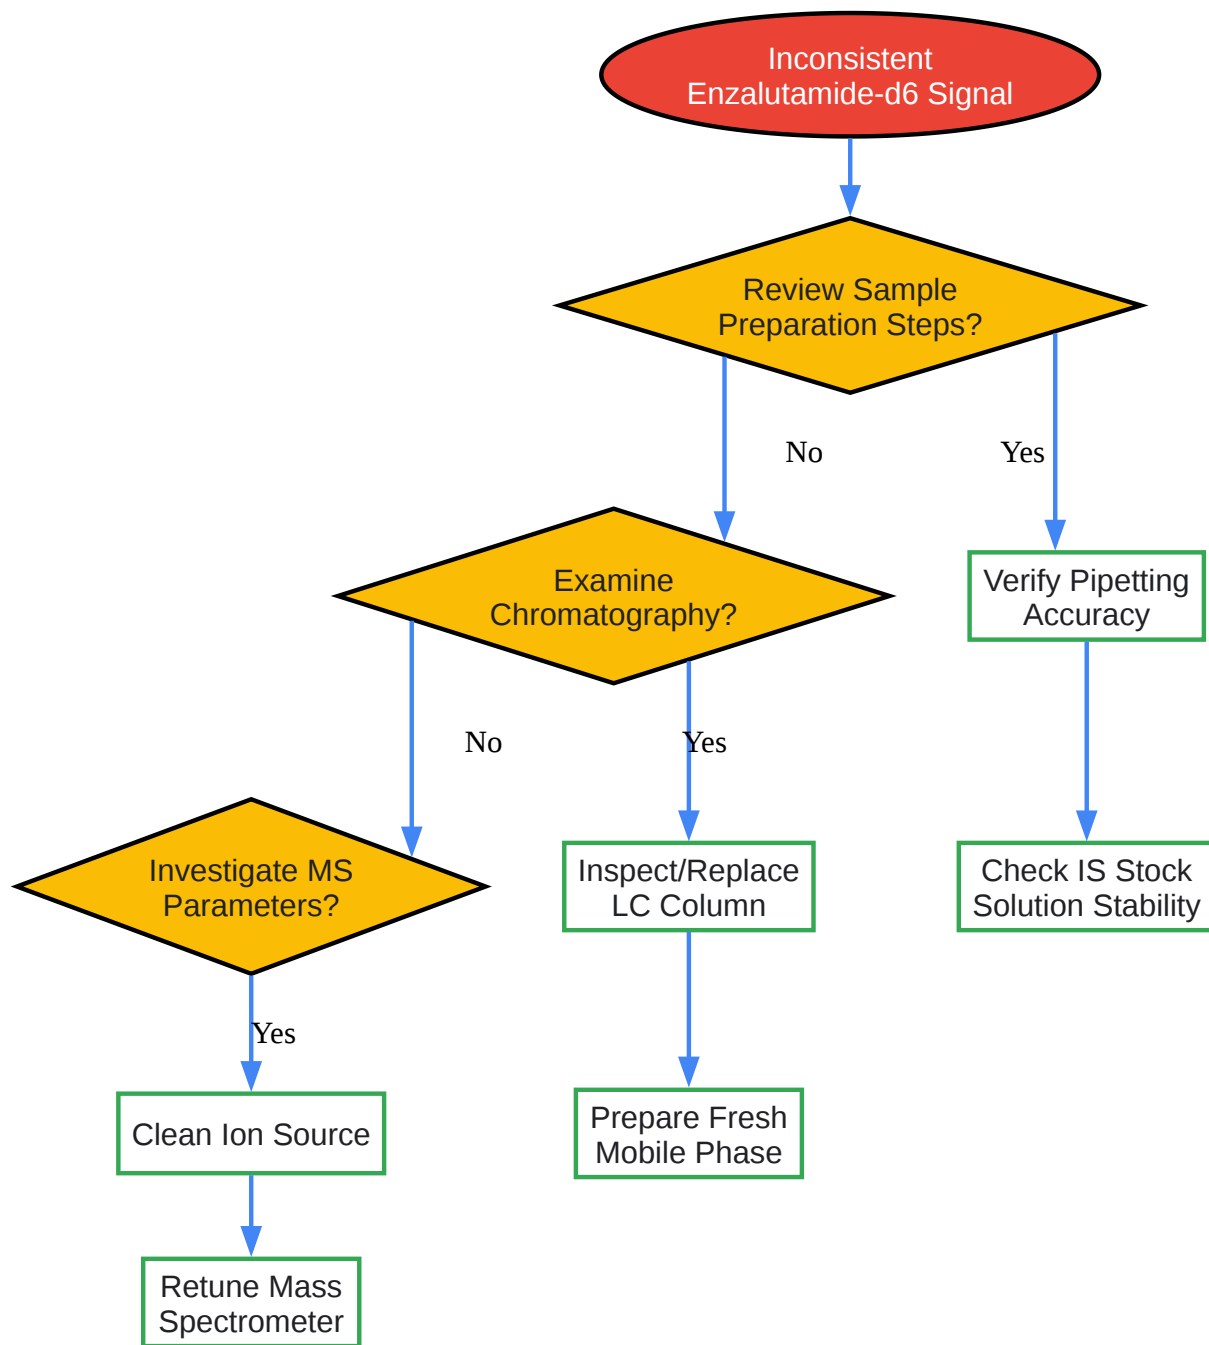 Inconsistent
Enzalutamide-d6 Signal
Review Sample
Preparation Steps?
No
Yes
Examine
Chromatography?
Verify Pipetting
Accuracy
No
Yes
Investigate MS
Parameters?
Inspect/Replace
LC Column
Check IS Stock
Solution Stability
Yes
Clean Ion Source
Prepare Fresh
Mobile Phase
Retune Mass
Spectrometer